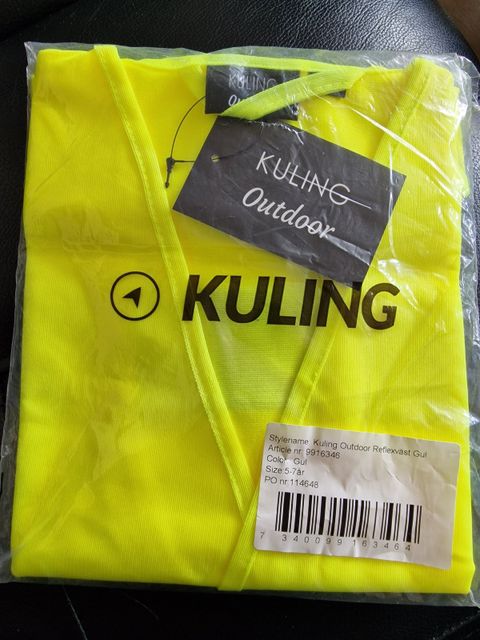 KULING
Outdoor
KULING
Outdoor
KULING
Stylename: Kuling Outdoor Reflexväst Gul
Article nr: 9916346
Color: Gul
Size:5-7år
PO nr:114648
7 340099 163464